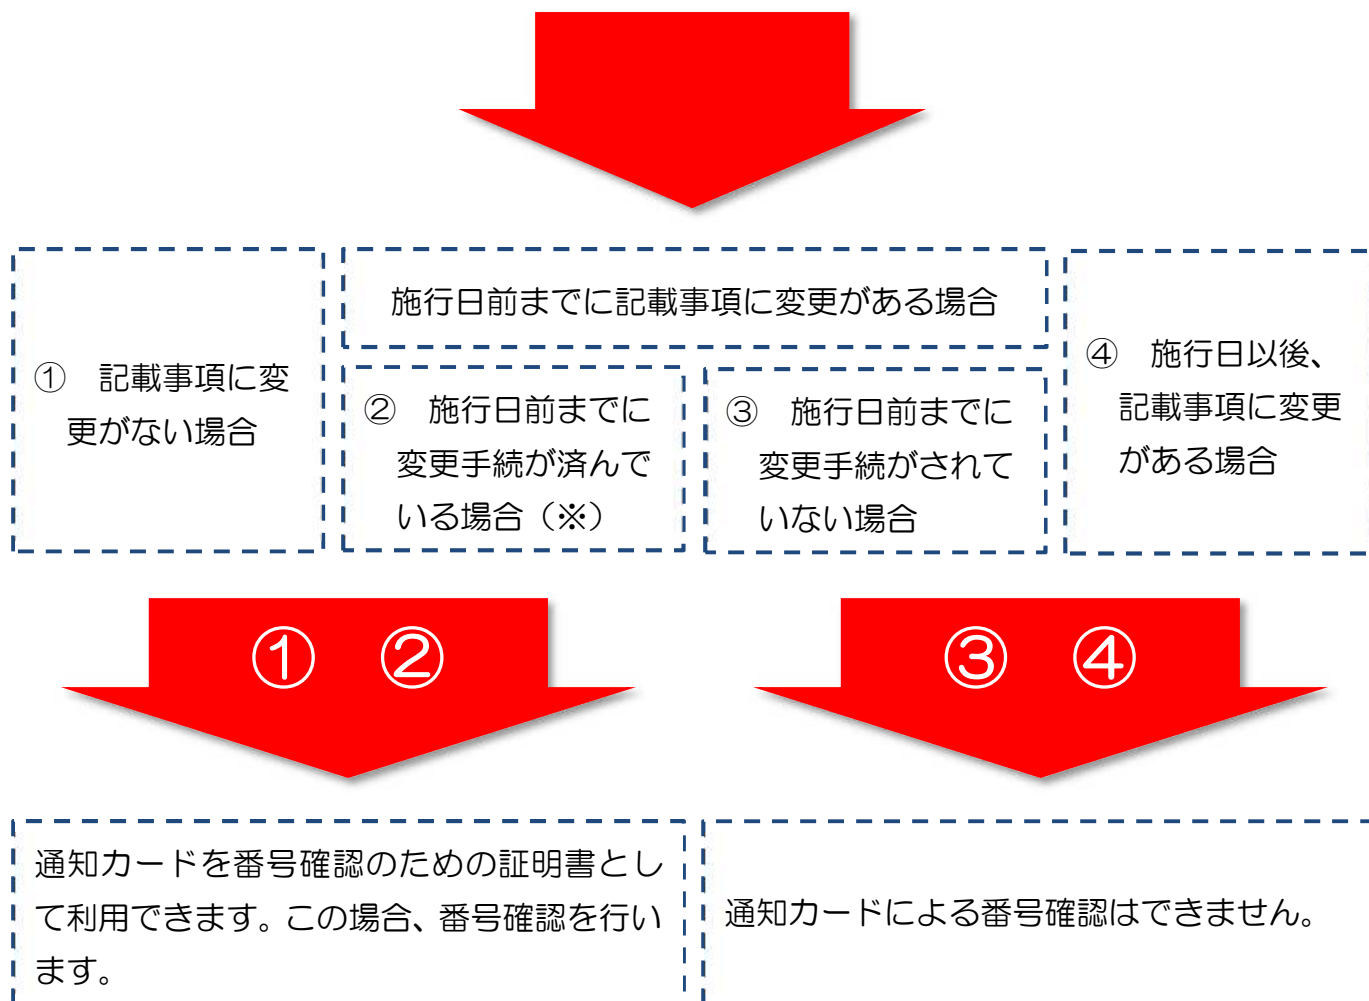 施行日前までに記載事項に変更がある場合
① 記載事項に変
更がない場合
② 施行日前までに
変更手続が済んで
いる場合（※）
③ 施行日前までに
変更手続がされて
いない場合
④ 施行日以後、
記載事項に変更
がある場合
① ②
③ ④
通知カードを番号確認のための証明書とし
て利用できます。この場合、番号確認を行い
ます。
通知カードによる番号確認はできません。